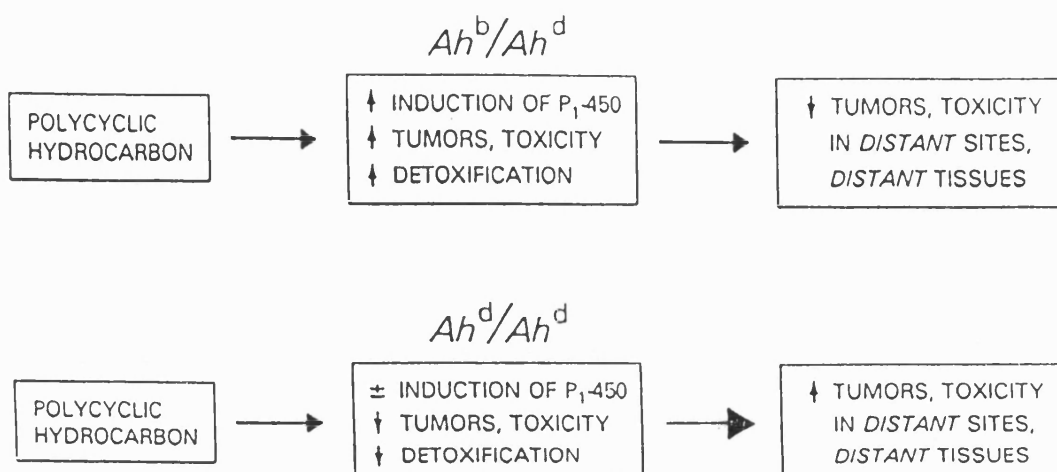 Ah^b/Ah^d
POLYCYCLIC
HYDROCARBON
↑ INDUCTION OF P₁-450
↑ TUMORS, TOXICITY
↑ DETOXIFICATION
↓ TUMORS, TOXICITY
IN DISTANT SITES,
DISTANT TISSUES
Ah^d/Ah^d
POLYCYCLIC
HYDROCARBON
± INDUCTION OF P₁-450
↓ TUMORS, TOXICITY
↓ DETOXIFICATION
↑ TUMORS, TOXICITY
IN DISTANT SITES,
DISTANT TISSUES